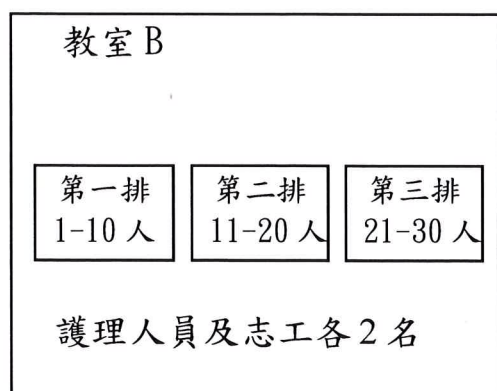 教室B
第一排
1-10人
第二排
11-20人
第三排
21-30人
護理人員及志工各2名